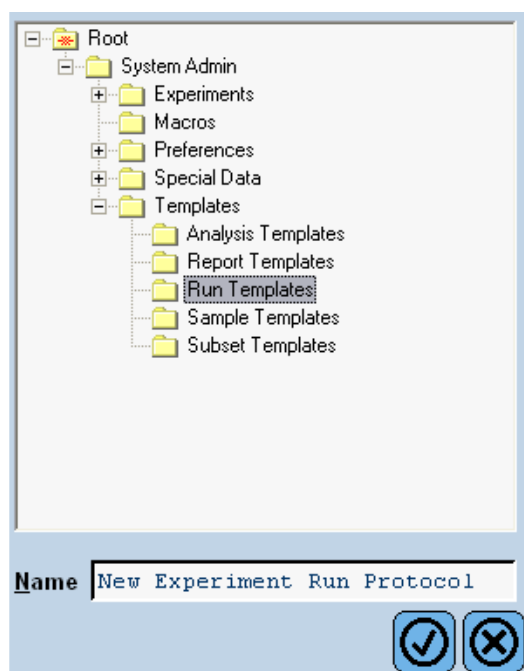 Root
System Admin
Experiments
Macros
Preferences
Special Data
Templates
Analysis Templates
Report Templates
Run Templates
Sample Templates
Subset Templates
Name New Experiment Run Protocol